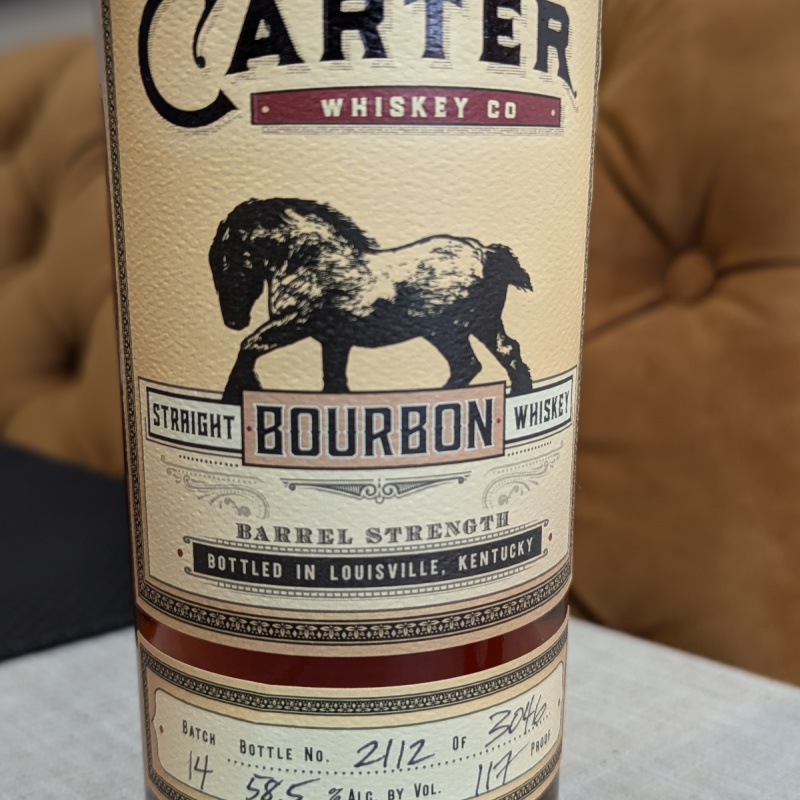 CARTER
WHISKEY CO
STRAIGHT BOURBON WHISKEY
BARREL STRENGTH
BOTTLED IN LOUISVILLE, KENTUCKY
BATCH BOTTLE NO. 2112 OF 3046
14 58.5 % ALC. BY VOL. 117 PROOF